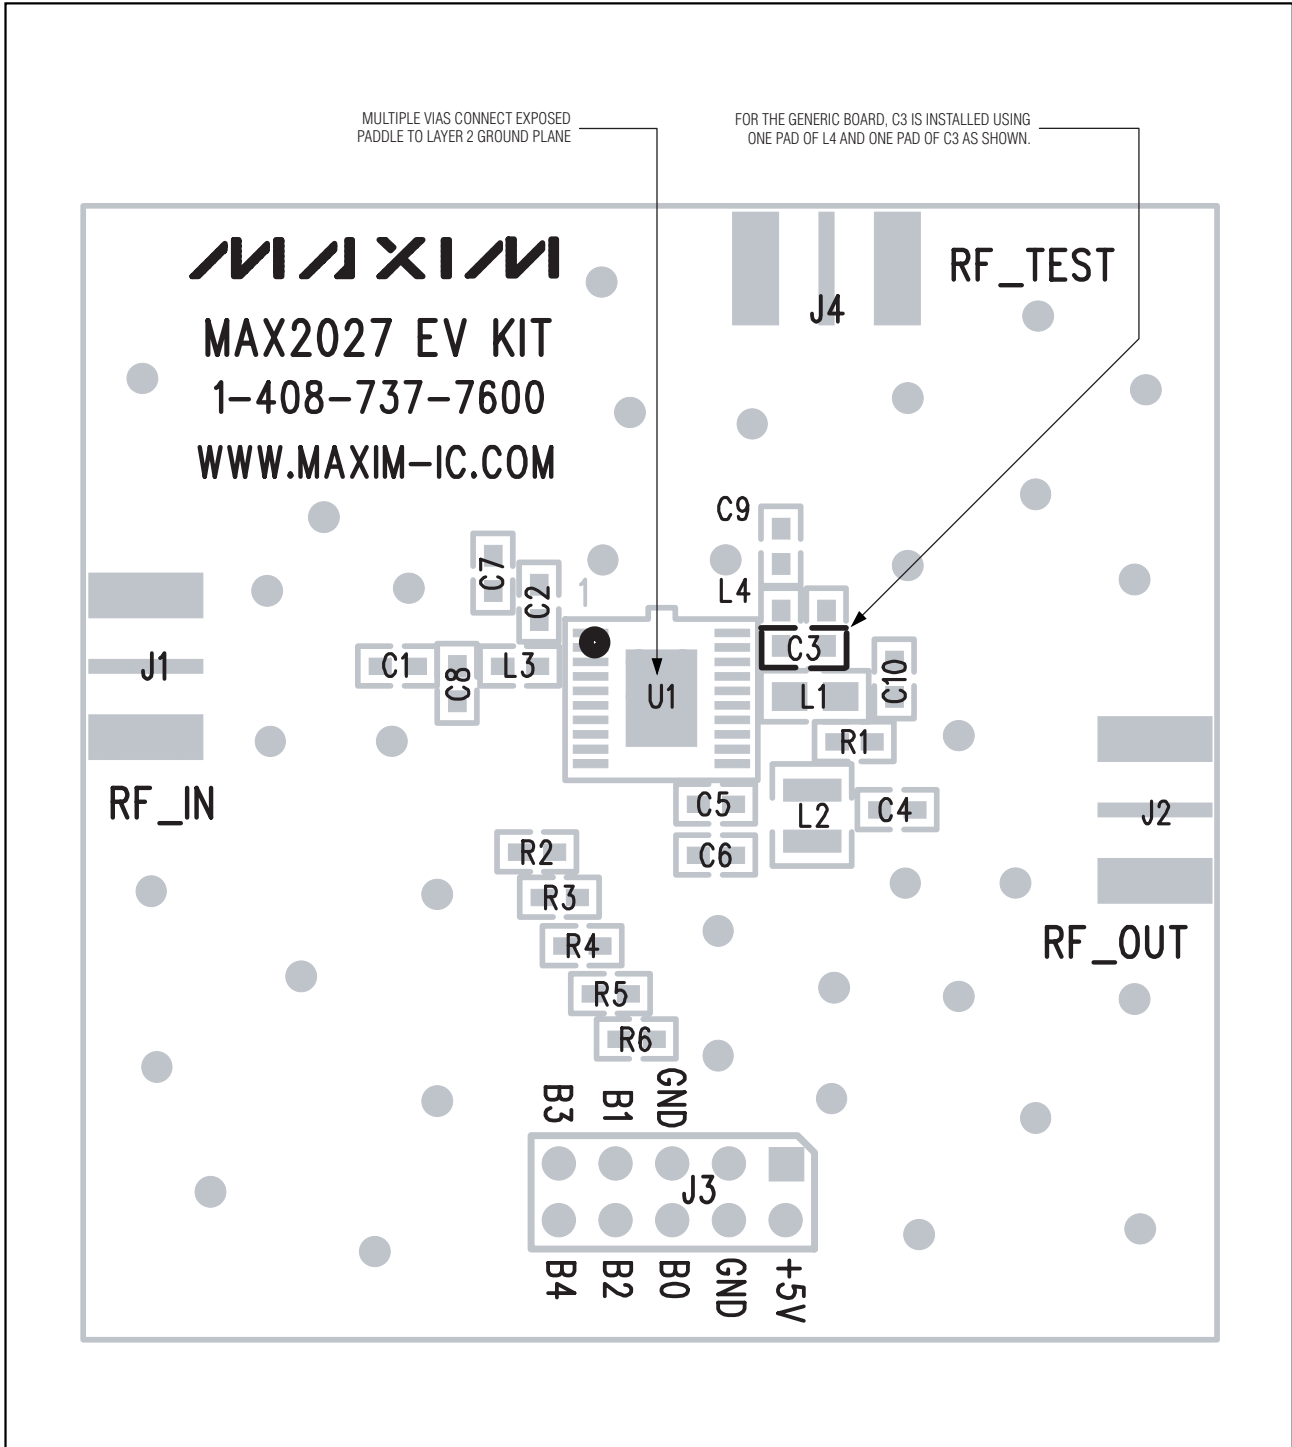 MULTIPLE VIAS CONNECT EXPOSED
PADDLE TO LAYER 2 GROUND PLANE
FOR THE GENERIC BOARD, C3 IS INSTALLED USING
ONE PAD OF L4 AND ONE PAD OF C3 AS SHOWN.
MAXIM
RF_TEST
J4
MAX2027 EV KIT
1-408-737-7600
WWW.MAXIM-IC.COM
C9
C7
C2
1
L4
C3
J1
C1
C8
L3
U1
L1
C10
R1
RF_IN
C5
L2
C4
J2
R2
C6
R3
R4
RF_OUT
R5
R6
B3
B1
GND
J3
B4
B2
B0
GND
+5V